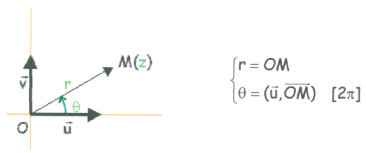 M(z)
v⃗ r
θ
O u⃗
r = OM
θ = (u⃗, OM⃗) [2π]